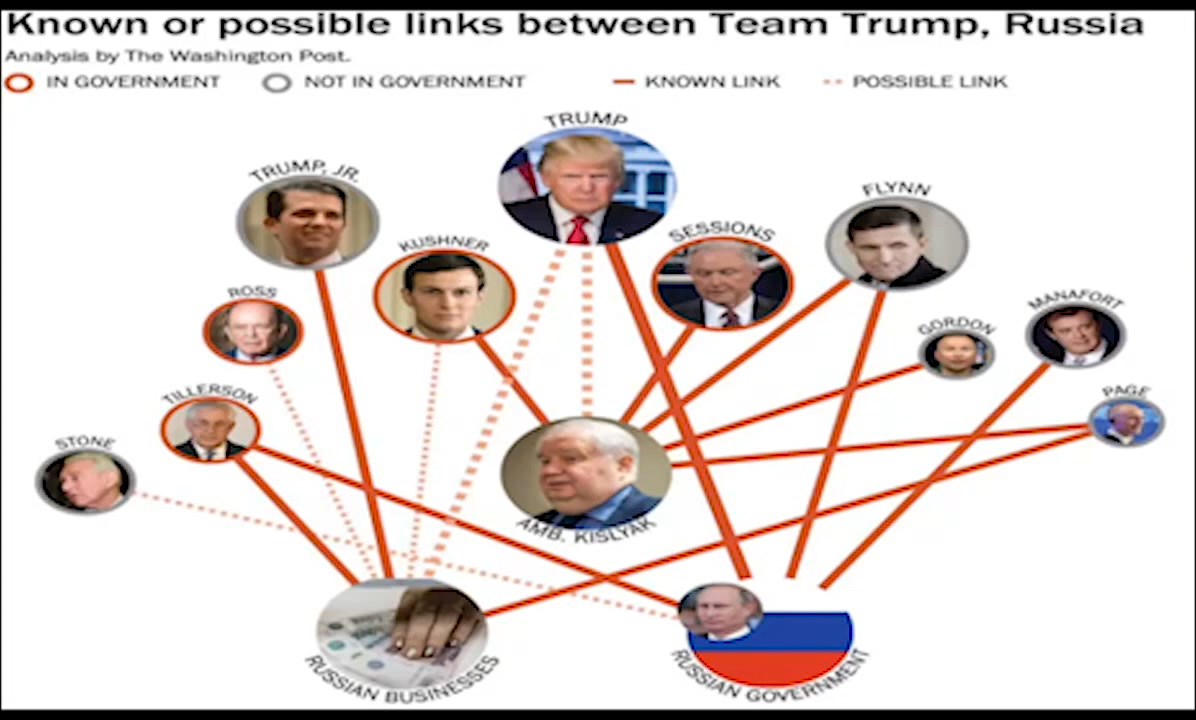 Known or possible links between Team Trump, Russia
Analysis by The Washington Post.
IN GOVERNMENT
NOT IN GOVERNMENT
KNOWN LINK
POSSIBLE LINK
TRUMP
TRUMP, JR.
FLYNN
KUSHNER
SESSIONS
ROSS
MANAFORT
GORDON
TILLERSON
PAGE
STONE
AMB. KISLYAK
RUSSIAN BUSINESSES
RUSSIAN GOVERNMENT